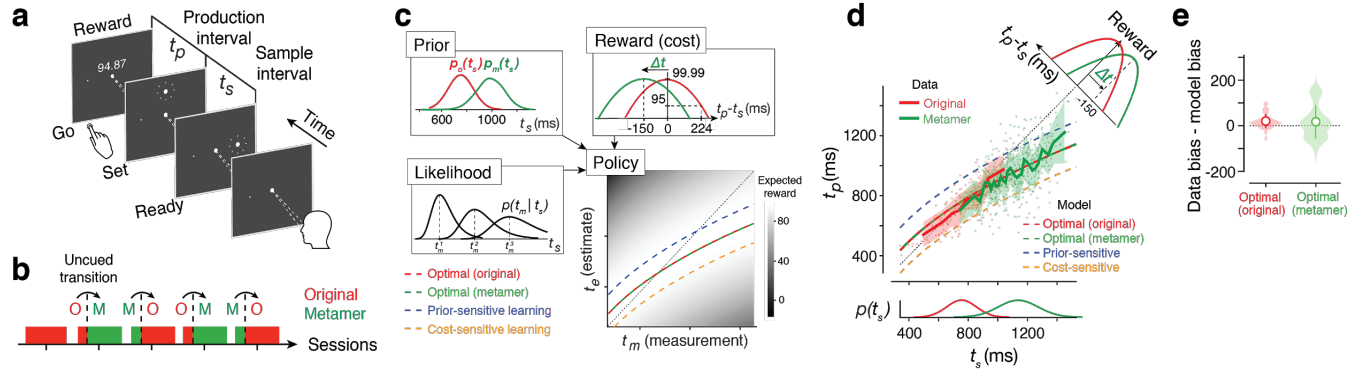 a
Reward
Production
interval
Sample
interval
tp
ts
94.87
Go
Set
Ready
Time
b
Uncued
transition
O M M O O M M O
Original
Metamer
Sessions
c
Prior
po(ts) pm(ts)
600 1000
ts (ms)
Reward (cost)
Δt
99.99
95
tp-ts (ms)
-150 0 224
Likelihood
p(tm|ts)
tm1 tm2 tm3
ts
Policy
Expected
reward
80
40
0
te (estimate)
tm (measurement)
Optimal (original)
Optimal (metamer)
Prior-sensitive learning
Cost-sensitive learning
d
Reward
tp-ts (ms)
Δt
-150
Data
Original
Metamer
tp (ms)
1200
1000
800
600
400
Model
Optimal (original)
Optimal (metamer)
Prior-sensitive
Cost-sensitive
p(ts)
400 800 1200
ts (ms)
e
Data bias - model bias
200
0
-200
Optimal
(original)
Optimal
(metamer)